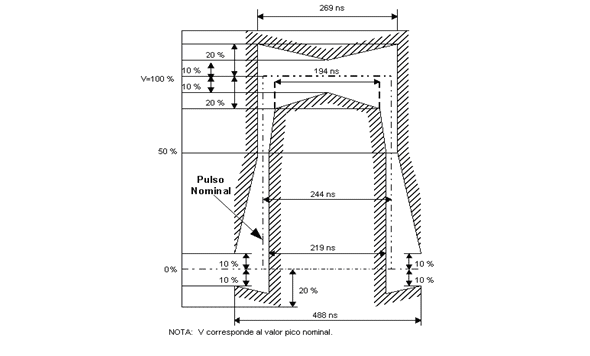 269 ns
20 %
10 %
V=100 %
194 ns
10 %
20 %
50 %
Pulso
Nominal
244 ns
219 ns
10 %
10 %
0%
10 %
10 %
20 %
488 ns
NOTA: V corresponde al valor pico nominal.